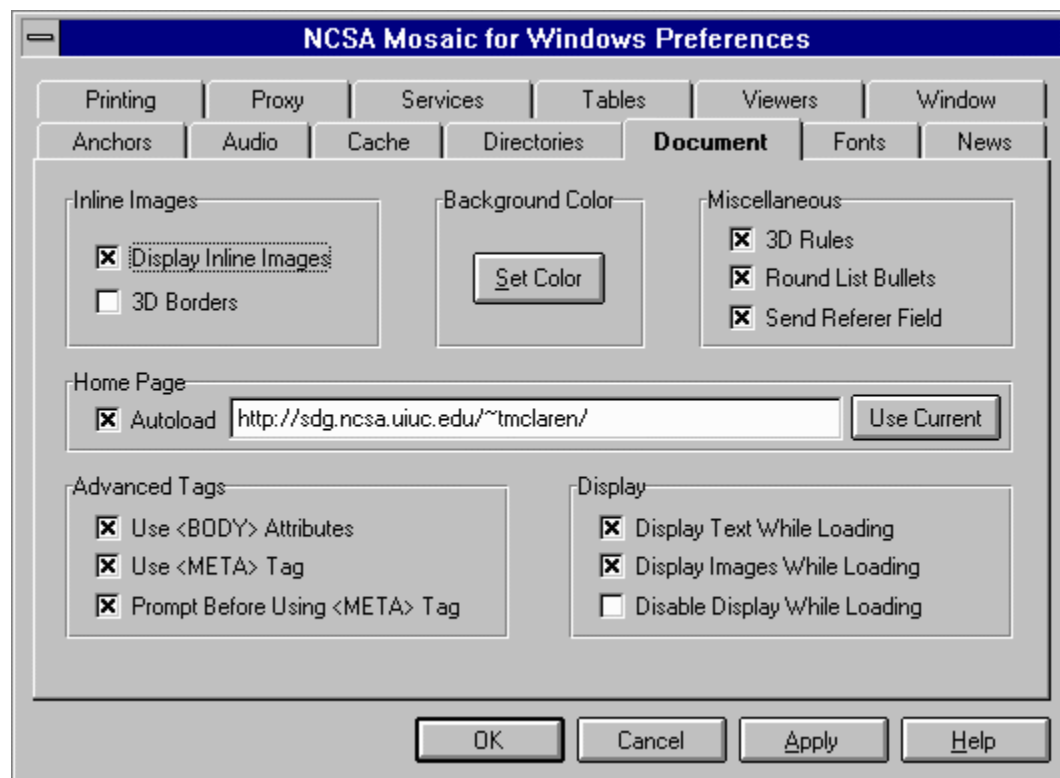 NCSA Mosaic for Windows Preferences
Printing Proxy Services Tables Viewers Window
Anchors Audio Cache Directories Document Fonts News
Inline Images
Display Inline Images
3D Borders
Background Color
Set Color
Miscellaneous
3D Rules
Round List Bullets
Send Referer Field
Home Page
Autoload http://sdg.ncsa.uiuc.edu/~tmclaren/ Use Current
Advanced Tags
Use <BODY> Attributes
Use <META> Tag
Prompt Before Using <META> Tag
Display
Display Text While Loading
Display Images While Loading
Disable Display While Loading
OK Cancel Apply Help